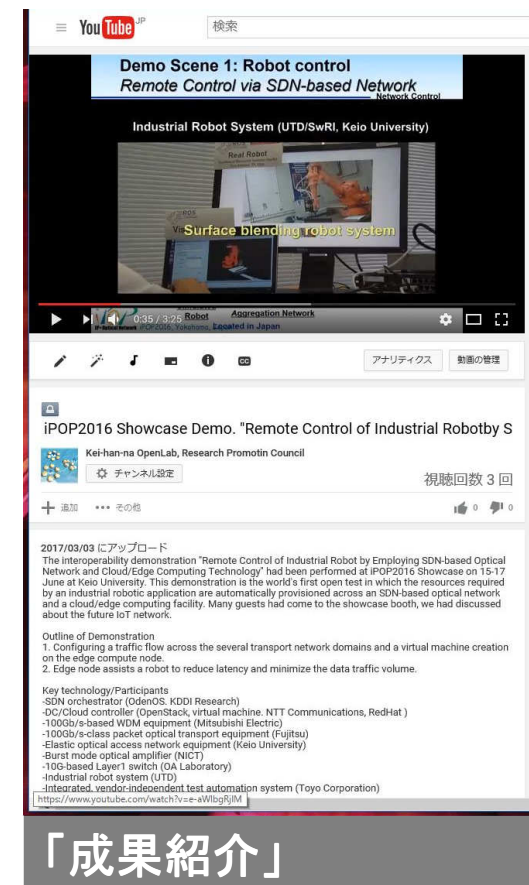 YouTube JP
検索
Demo Scene 1: Robot control
Remote Control via SDN-based Network
Network Control
Industrial Robot System (UTD/SwRI, Keio University)
Real Robot
Surface blending robot system
0:35 / 3:25 Robot Aggregation Network
iPOP2016, Yokohama, Located in Japan
アナリティクス 動画の管理
iPOP2016 Showcase Demo. "Remote Control of Industrial Robotby S
Kei-han-na OpenLab, Research Promotin Council
チャンネル設定
視聴回数 3 回
追加 ••• その他
0 0
2017/03/03 にアップロード
The interoperability demonstration "Remote Control of Industrial Robot by Employing SDN-based Optical
Network and Cloud/Edge Computing Technology" had been performed at iPOP2016 Showcase on 15-17
June at Keio University. This demonstration is the world's first open test in which the resources required
by an industrial robotic application are automatically provisioned across an SDN-based optical network
and a cloud/edge computing facility. Many guests had come to the showcase booth, we had discussed
about the future IoT network.
Outline of Demonstration
1. Configuring a traffic flow across the several transport network domains and a virtual machine creation
on the edge compute node.
2. Edge node assists a robot to reduce latency and minimize the data traffic volume.
Key technology/Participants
-SDN orchestrator (OdenOS. KDDI Research)
-DC/Cloud controller (OpenStack, virtual machine. NTT Communications, RedHat )
-100Gb/s-based WDM equipment (Mitsubishi Electric)
-100Gb/s-class packet optical transport equipment (Fujitsu)
-Elastic optical access network equipment (Keio University)
-Burst mode optical amplifier (NICT)
-10G-based Layer1 switch (OA Laboratory)
-Industrial robot system (UTD)
-Integrated, vendor-independent test automation system (Toyo Corporation)
https://www.youtube.com/watch?v=e-aWIbgRjIM
「成果紹介」